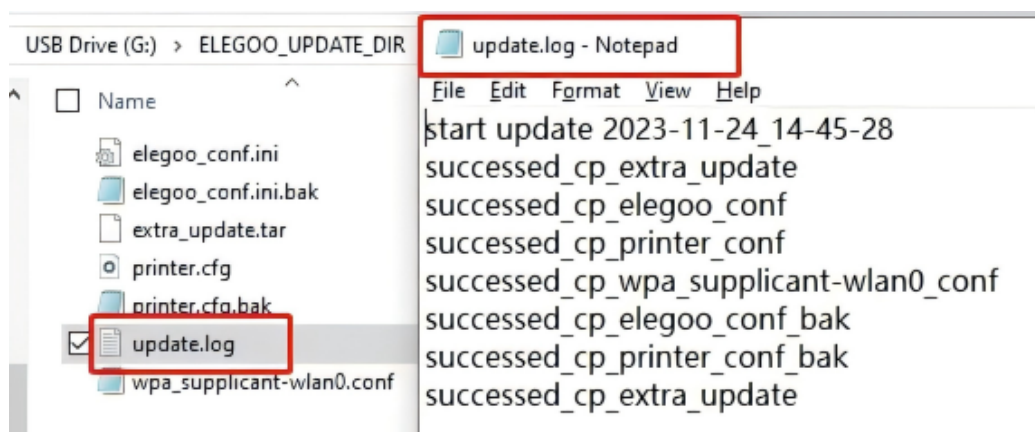 USB Drive (G:) > ELEGOO_UPDATE_DIR
Name
elegoo_conf.ini
elegoo_conf.ini.bak
extra_update.tar
printer.cfg
printer.cfg.bak
update.log
wpa_supplicant-wlan0.conf
update.log - Notepad
File Edit Format View Help
start update 2023-11-24_14-45-28
successed_cp_extra_update
successed_cp_elegoo_conf
successed_cp_printer_conf
successed_cp_wpa_supplicant-wlan0_conf
successed_cp_elegoo_conf_bak
successed_cp_printer_conf_bak
successed_cp_extra_update